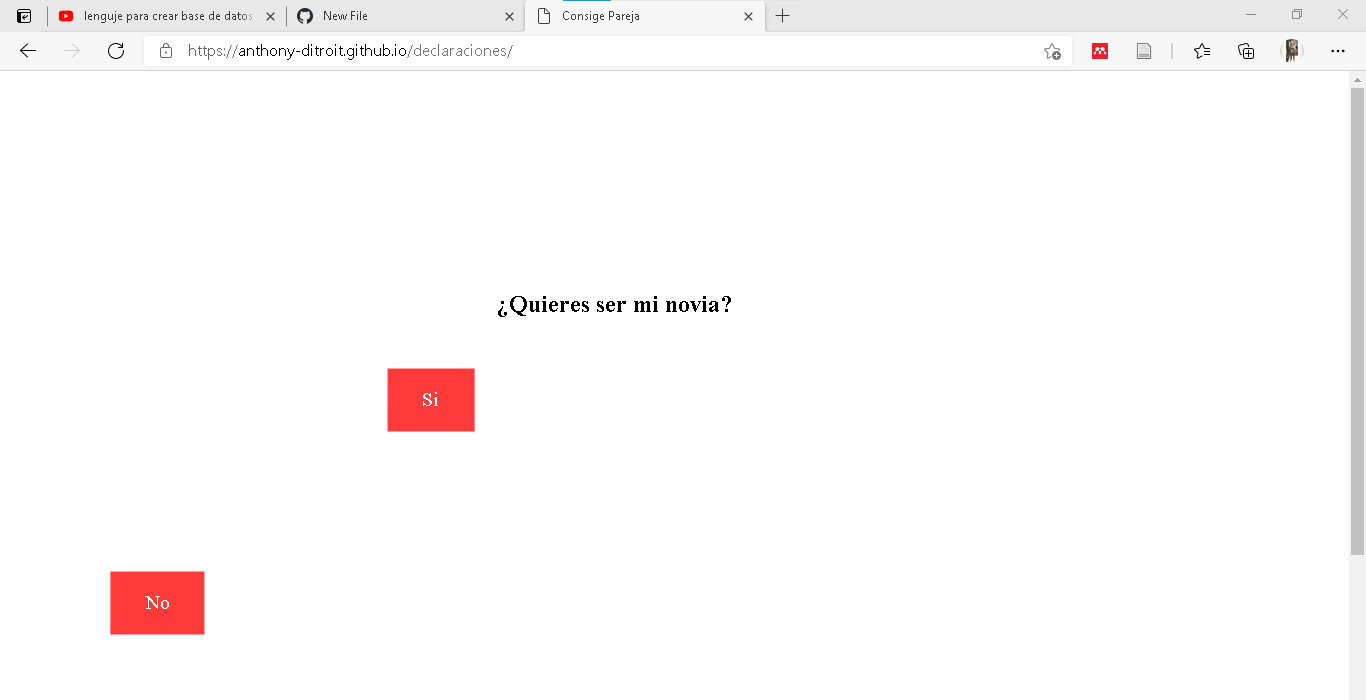 lenguje para crear base de datos
New File
Consige Pareja
https://anthony-ditroit.github.io/declaraciones/
¿Quieres ser mi novia?
Si
No